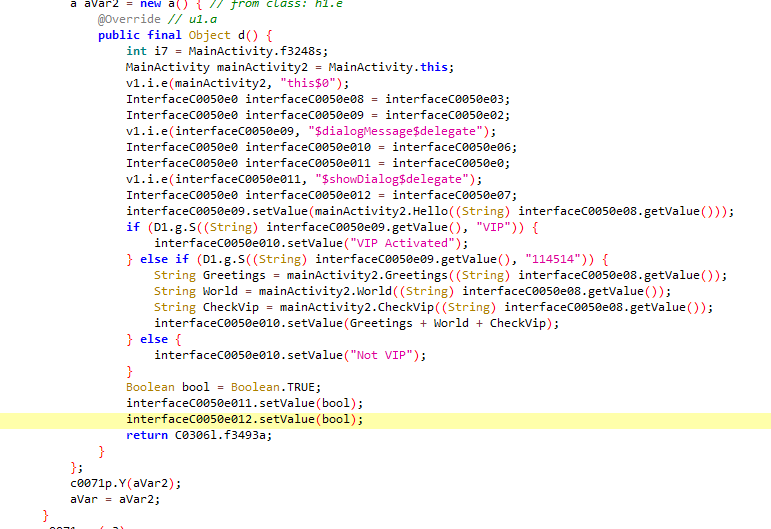 a aVar2 = new a() { // from class: h1.e
@Override // u1.a
public final Object d() {
int i7 = MainActivity.f3248s;
MainActivity mainActivity2 = MainActivity.this;
v1.i.e(mainActivity2, "this$0");
InterfaceC0050e0 interfaceC0050e08 = interfaceC0050e03;
InterfaceC0050e0 interfaceC0050e09 = interfaceC0050e02;
v1.i.e(interfaceC0050e09, "$dialogMessage$delegate");
InterfaceC0050e0 interfaceC0050e010 = interfaceC0050e06;
InterfaceC0050e0 interfaceC0050e011 = interfaceC0050e0;
v1.i.e(interfaceC0050e011, "$showDialog$delegate");
InterfaceC0050e0 interfaceC0050e012 = interfaceC0050e07;
interfaceC0050e09.setValue(mainActivity2.Hello((String) interfaceC0050e08.getValue()));
if (D1.g.S((String) interfaceC0050e09.getValue(), "VIP")) {
interfaceC0050e010.setValue("VIP Activated");
} else if (D1.g.S((String) interfaceC0050e09.getValue(), "114514")) {
String Greetings = mainActivity2.Greetings((String) interfaceC0050e08.getValue());
String World = mainActivity2.World((String) interfaceC0050e08.getValue());
String CheckVip = mainActivity2.CheckVip((String) interfaceC0050e08.getValue());
interfaceC0050e010.setValue(Greetings + World + CheckVip);
} else {
interfaceC0050e010.setValue("Not VIP");
}
Boolean bool = Boolean.TRUE;
interfaceC0050e011.setValue(bool);
interfaceC0050e012.setValue(bool);
return C0306l.f3493a;
}
};
c0071p.Y(aVar2);
aVar = aVar2;
}